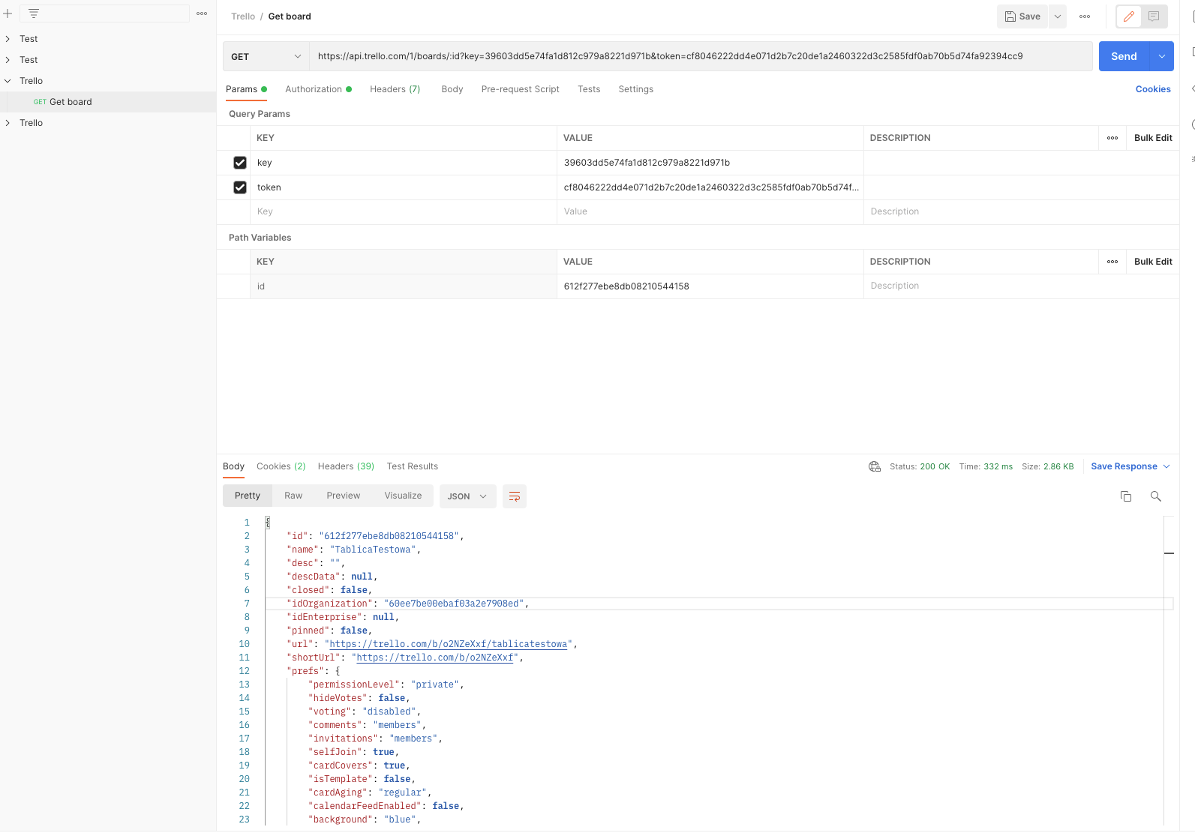 Trello / Get board
Save
Test
Test
Trello
GET Get board
Trello
GET
https://api.trello.com/1/boards/:id?key=39603dd5e74fa1d812c979a8221d971b&token=cf8046222dd4e071d2b7c20de1a2460322d3c2585fdf0ab70b5d74fa92394cc9
Send
Params Authorization Headers (7) Body Pre-request Script Tests Settings Cookies
Query Params
KEY VALUE DESCRIPTION Bulk Edit
key 39603dd5e74fa1d812c979a8221d971b
token cf8046222dd4e071d2b7c20de1a2460322d3c2585fdf0ab70b5d74f...
Key Value Description
Path Variables
KEY VALUE DESCRIPTION Bulk Edit
id 612f277ebe8db08210544158 Description
Body Cookies (2) Headers (39) Test Results Status: 200 OK Time: 332 ms Size: 2.86 KB Save Response
Pretty Raw Preview Visualize JSON
1 {
2 "id": "612f277ebe8db08210544158",
3 "name": "TablicaTestowa",
4 "desc": "",
5 "descData": null,
6 "closed": false,
7 "idOrganization": "60ee7be00ebaf03a2e7908ed",
8 "idEnterprise": null,
9 "pinned": false,
10 "url": "https://trello.com/b/o2NZeXxf/tablicatestowa",
11 "shortUrl": "https://trello.com/b/o2NZeXxf",
12 "prefs": {
13 "permissionLevel": "private",
14 "hideVotes": false,
15 "voting": "disabled",
16 "comments": "members",
17 "invitations": "members",
18 "selfJoin": true,
19 "cardCovers": true,
20 "isTemplate": false,
21 "cardAging": "regular",
22 "calendarFeedEnabled": false,
23 "background": "blue",